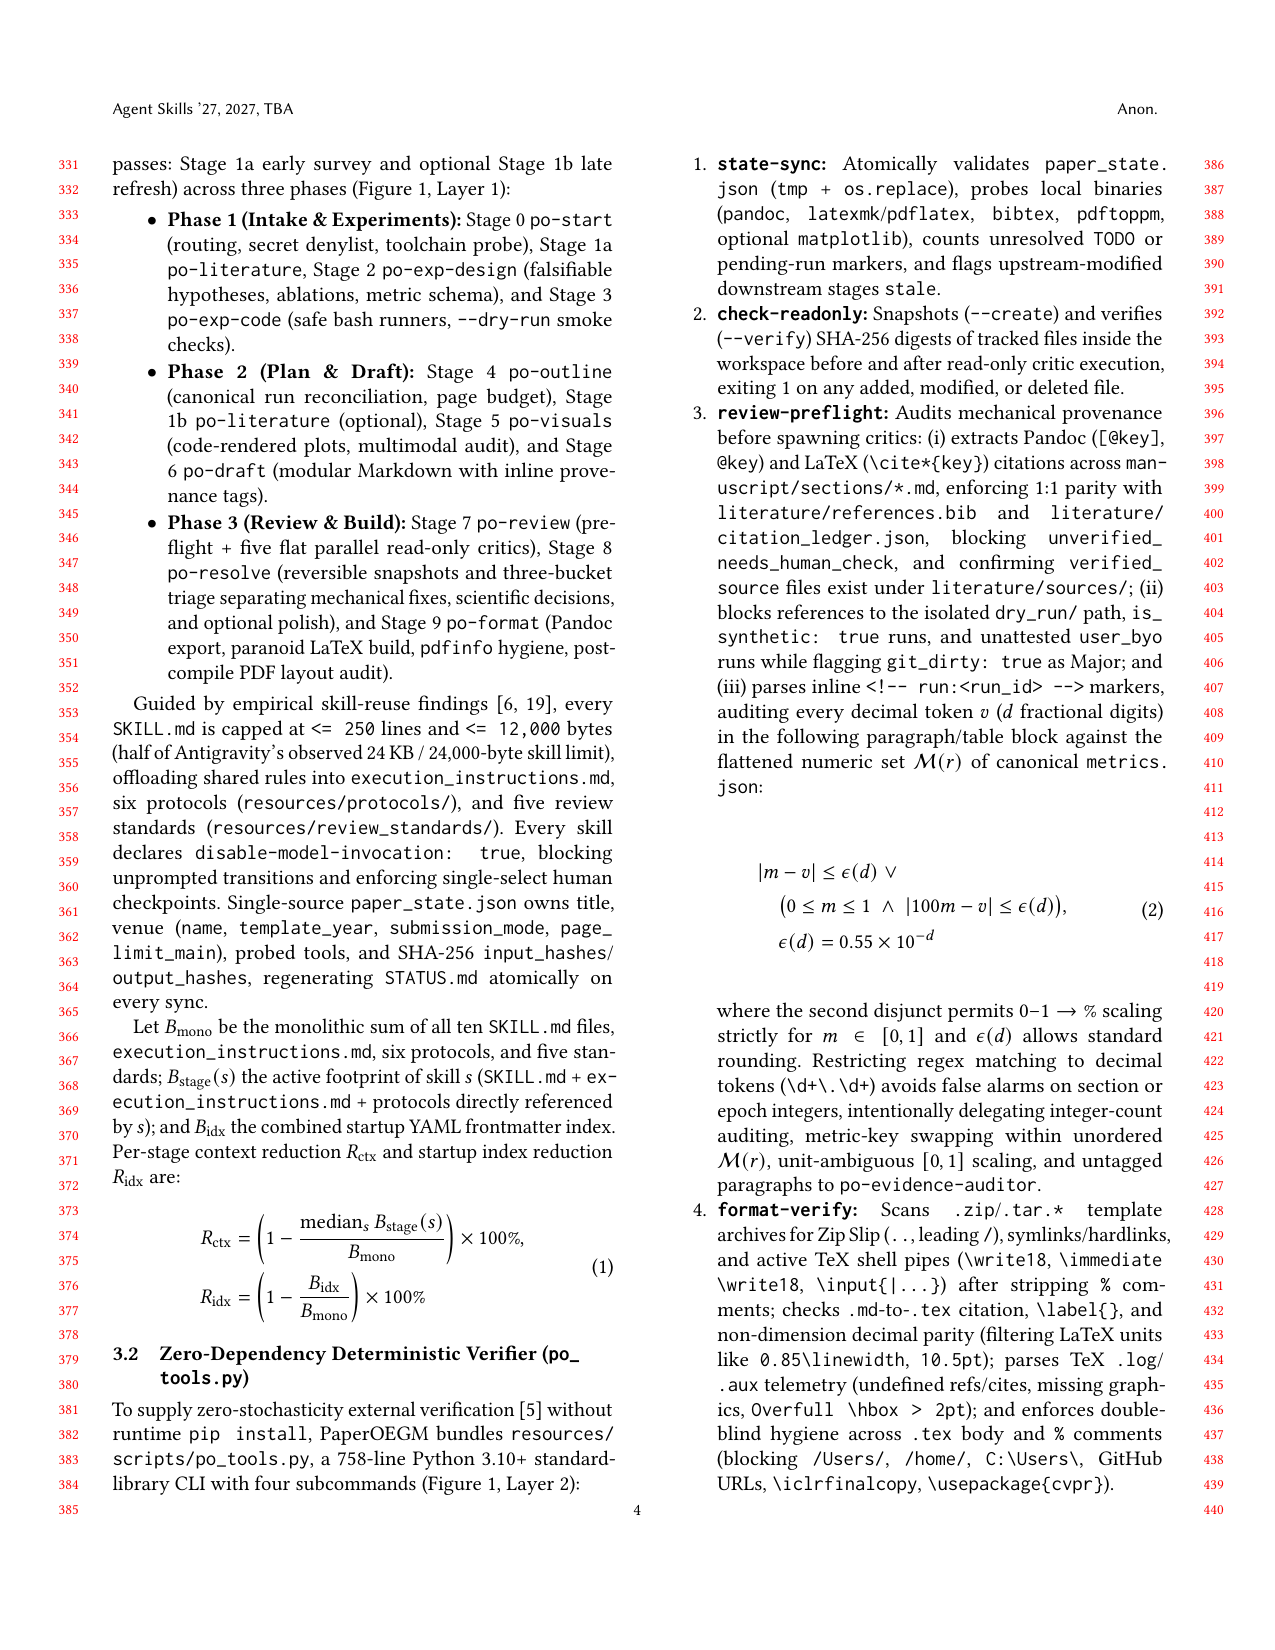 Agent Skills ’27, 2027, TBA
Anon.
331 passes: Stage 1a early survey and optional Stage 1b late
332 refresh) across three phases (Figure 1, Layer 1):
333 • Phase 1 (Intake & Experiments): Stage 0 po-start
334 (routing, secret denylist, toolchain probe), Stage 1a
335 po-literature, Stage 2 po-exp-design (falsifiable
336 hypotheses, ablations, metric schema), and Stage 3
337 po-exp-code (safe bash runners, --dry-run smoke
338 checks).
339 • Phase 2 (Plan & Draft): Stage 4 po-outline
340 (canonical run reconciliation, page budget), Stage
341 1b po-literature (optional), Stage 5 po-visuals
342 (code-rendered plots, multimodal audit), and Stage
343 6 po-draft (modular Markdown with inline prove-
344 nance tags).
345 • Phase 3 (Review & Build): Stage 7 po-review (pre-
346 flight + five flat parallel read-only critics), Stage 8
347 po-resolve (reversible snapshots and three-bucket
348 triage separating mechanical fixes, scientific decisions,
349 and optional polish), and Stage 9 po-format (Pandoc
350 export, paranoid LaTeX build, pdfinfo hygiene, post-
351 compile PDF layout audit).
352
353 Guided by empirical skill-reuse findings [6, 19], every
354 SKILL.md is capped at <= 250 lines and <= 12,000 bytes
355 (half of Antigravity’s observed 24 KB / 24,000-byte skill limit),
356 offloading shared rules into execution_instructions.md,
357 six protocols (resources/protocols/), and five review
358 standards (resources/review_standards/). Every skill
359 declares disable-model-invocation: true, blocking
360 unprompted transitions and enforcing single-select human
361 checkpoints. Single-source paper_state.json owns title,
362 venue (name, template_year, submission_mode, page_
363 limit_main), probed tools, and SHA-256 input_hashes/
364 output_hashes, regenerating STATUS.md atomically on
365 every sync.
366 Let B_mono be the monolithic sum of all ten SKILL.md files,
367 execution_instructions.md, six protocols, and five stan-
368 dards; B_stage(s) the active footprint of skill s (SKILL.md + ex-
369 ecution_instructions.md + protocols directly referenced
370 by s); and B_idx the combined startup YAML frontmatter index.
371 Per-stage context reduction R_ctx and startup index reduction
372 R_idx are:
373
374 R_ctx = (1 − median_s B_stage(s) / B_mono) × 100%,
375
376 (1)
377 R_idx = (1 − B_idx / B_mono) × 100%
378
379 3.2 Zero-Dependency Deterministic Verifier (po_
380 tools.py)
381 To supply zero-stochasticity external verification [5] without
382 runtime pip install, PaperOEGM bundles resources/
383 scripts/po_tools.py, a 758-line Python 3.10+ standard-
384 library CLI with four subcommands (Figure 1, Layer 2):
385
1. state-sync: Atomically validates paper_state. 386
json (tmp + os.replace), probes local binaries 387
(pandoc, latexmk/pdflatex, bibtex, pdftoppm, 388
optional matplotlib), counts unresolved TODO or 389
pending-run markers, and flags upstream-modified 390
downstream stages stale. 391
2. check-readonly: Snapshots (--create) and verifies 392
(--verify) SHA-256 digests of tracked files inside the 393
workspace before and after read-only critic execution, 394
exiting 1 on any added, modified, or deleted file. 395
3. review-preflight: Audits mechanical provenance 396
before spawning critics: (i) extracts Pandoc ([@key], 397
@key) and LaTeX (\cite*{key}) citations across man- 398
uscript/sections/*.md, enforcing 1:1 parity with 399
literature/references.bib and literature/ 400
citation_ledger.json, blocking unverified_ 401
needs_human_check, and confirming verified_ 402
source files exist under literature/sources/; (ii) 403
blocks references to the isolated dry_run/ path, is_ 404
synthetic: true runs, and unattested user_byo 405
runs while flagging git_dirty: true as Major; and 406
(iii) parses inline <!-- run:<run_id> --> markers, 407
auditing every decimal token v (d fractional digits) 408
in the following paragraph/table block against the 409
flattened numeric set M(r) of canonical metrics. 410
json: 411
412
413
|m − v| ≤ ϵ(d) ∨ 414
415
(0 ≤ m ≤ 1 ∧ |100m − v| ≤ ϵ(d)), (2) 416
ϵ(d) = 0.55 × 10^−d 417
418
419
where the second disjunct permits 0–1 → % scaling 420
strictly for m ∈ [0, 1] and ϵ(d) allows standard 421
rounding. Restricting regex matching to decimal 422
tokens (\d+\.\d+) avoids false alarms on section or 423
epoch integers, intentionally delegating integer-count 424
auditing, metric-key swapping within unordered 425
M(r), unit-ambiguous [0, 1] scaling, and untagged 426
paragraphs to po-evidence-auditor. 427
4. format-verify: Scans .zip/.tar.* template 428
archives for Zip Slip (.., leading /), symlinks/hardlinks, 429
and active TeX shell pipes (\write18, \immediate 430
\write18, \input{|...}) after stripping % com- 431
ments; checks .md-to-.tex citation, \label{}, and 432
non-dimension decimal parity (filtering LaTeX units 433
like 0.85\linewidth, 10.5pt); parses TeX .log/ 434
.aux telemetry (undefined refs/cites, missing graph- 435
ics, Overfull \hbox > 2pt); and enforces double- 436
blind hygiene across .tex body and % comments 437
(blocking /Users/, /home/, C:\Users\, GitHub 438
URLs, \iclrfinalcopy, \usepackage{cvpr}). 439
440
4